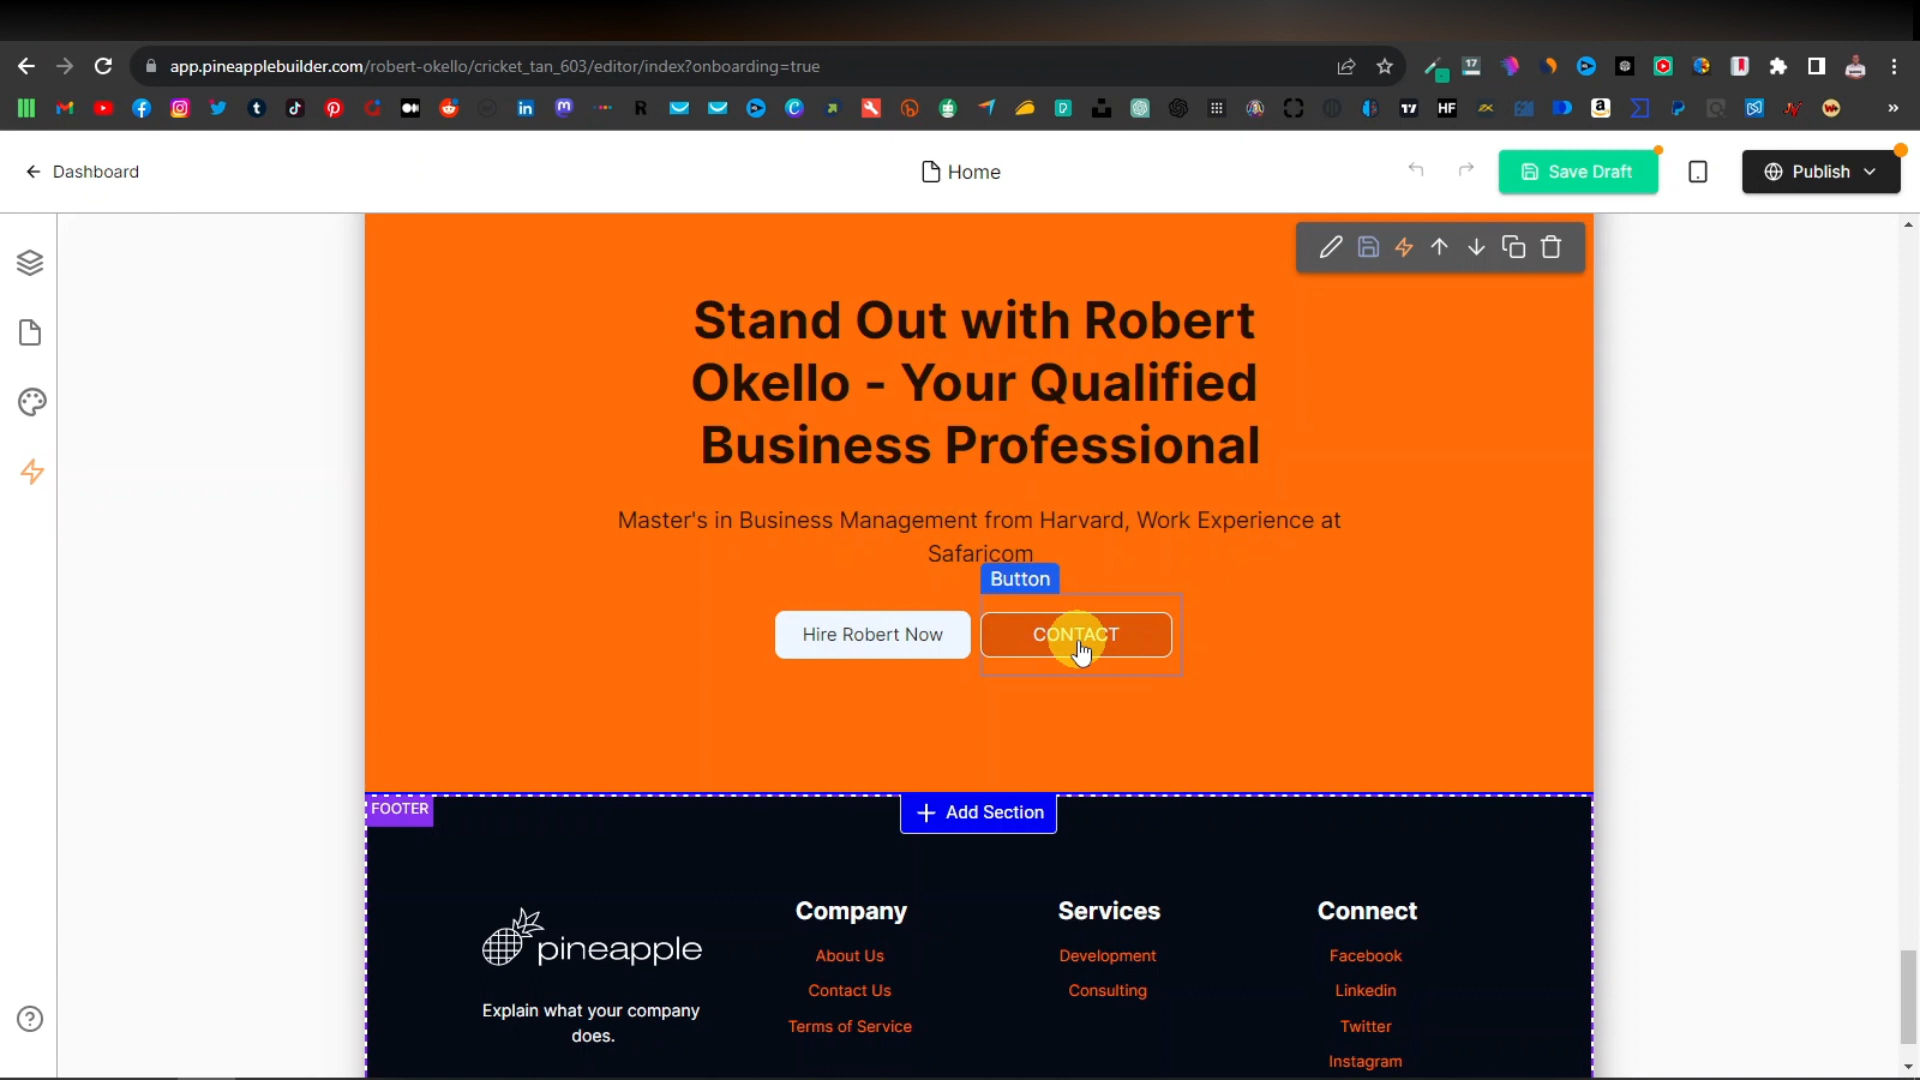 app.pineapplebuilder.com/robert-okello/cricket_tan_603/editor/index?onboarding=true
17
in
R
HF
Dashboard
Home
Save Draft
Publish
Stand Out with Robert
Okello - Your Qualified
Business Professional
Master's in Business Management from Harvard, Work Experience at
Safaricom
Button
Hire Robert Now
CONTACT
FOOTER
Add Section
pineapple
Explain what your company
does.
Company
About Us
Contact Us
Terms of Service
Services
Development
Consulting
Connect
Facebook
Linkedin
Twitter
Instagram